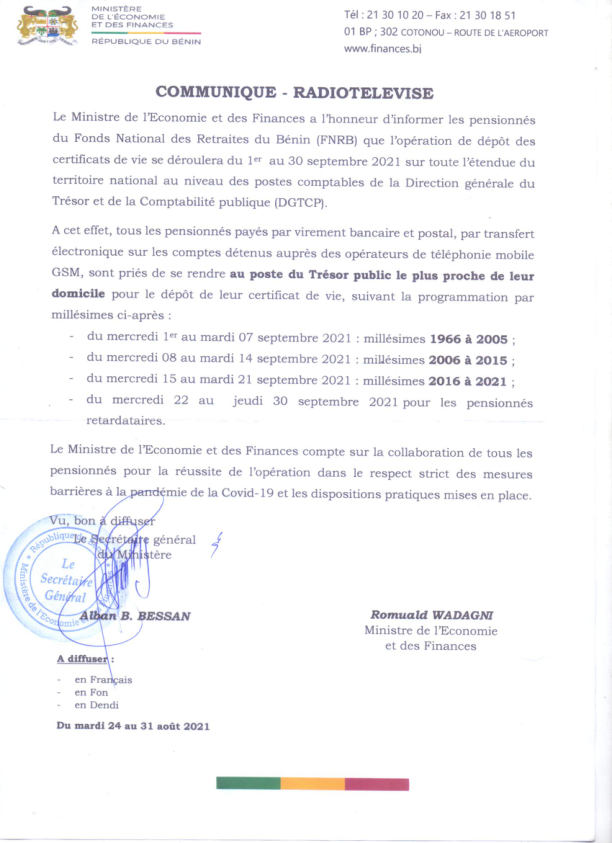 MINISTÈRE
DE L'ÉCONOMIE
ET DES FINANCES
RÉPUBLIQUE DU BÉNIN
Tél : 21 30 10 20 – Fax : 21 30 18 51
01 BP ; 302 COTONOU – ROUTE DE L'AEROPORT
www.finances.bj
COMMUNIQUE - RADIOTELEVISE
Le Ministre de l'Economie et des Finances a l'honneur d'informer les pensionnés
du Fonds National des Retraites du Bénin (FNRB) que l'opération de dépôt des
certificats de vie se déroulera du 1er au 30 septembre 2021 sur toute l'étendue du
territoire national au niveau des postes comptables de la Direction générale du
Trésor et de la Comptabilité publique (DGTCP).
A cet effet, tous les pensionnés payés par virement bancaire et postal, par transfert
électronique sur les comptes détenus auprès des opérateurs de téléphonie mobile
GSM, sont priés de se rendre au poste du Trésor public le plus proche de leur
domicile pour le dépôt de leur certificat de vie, suivant la programmation par
millésimes ci-après :
- du mercredi 1er au mardi 07 septembre 2021 : millésimes 1966 à 2005 ;
- du mercredi 08 au mardi 14 septembre 2021 : millésimes 2006 à 2015 ;
- du mercredi 15 au mardi 21 septembre 2021 : millésimes 2016 à 2021 ;
- du mercredi 22 au jeudi 30 septembre 2021 pour les pensionnés
retardataires.
Le Ministre de l'Economie et des Finances compte sur la collaboration de tous les
pensionnés pour la réussite de l'opération dans le respect strict des mesures
barrières à la pandémie de la Covid-19 et les dispositions pratiques mises en place.
Vu, bon à diffuser
Le Secrétaire général
du Ministère
Le
Secrétaire
Général
Alban B. BESSAN
Romuald WADAGNI
Ministre de l'Economie
et des Finances
A diffuser :
- en Français
- en Fon
- en Dendi
Du mardi 24 au 31 août 2021